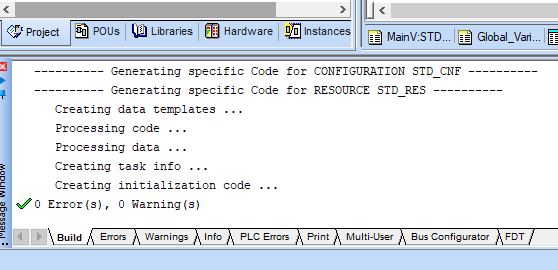 Project POUs Libraries Hardware Instances
MainV:STD... Global_Vari...
---------- Generating specific Code for CONFIGURATION STD_CNF ----------
---------- Generating specific Code for RESOURCE STD_RES ----------
Creating data templates ...
Processing code ...
Processing data ...
Creating task info ...
Creating initialization code ...
0 Error(s), 0 Warning(s)
Message Window
Build Errors Warnings Info PLC Errors Print Multi-User Bus Configurator FDT